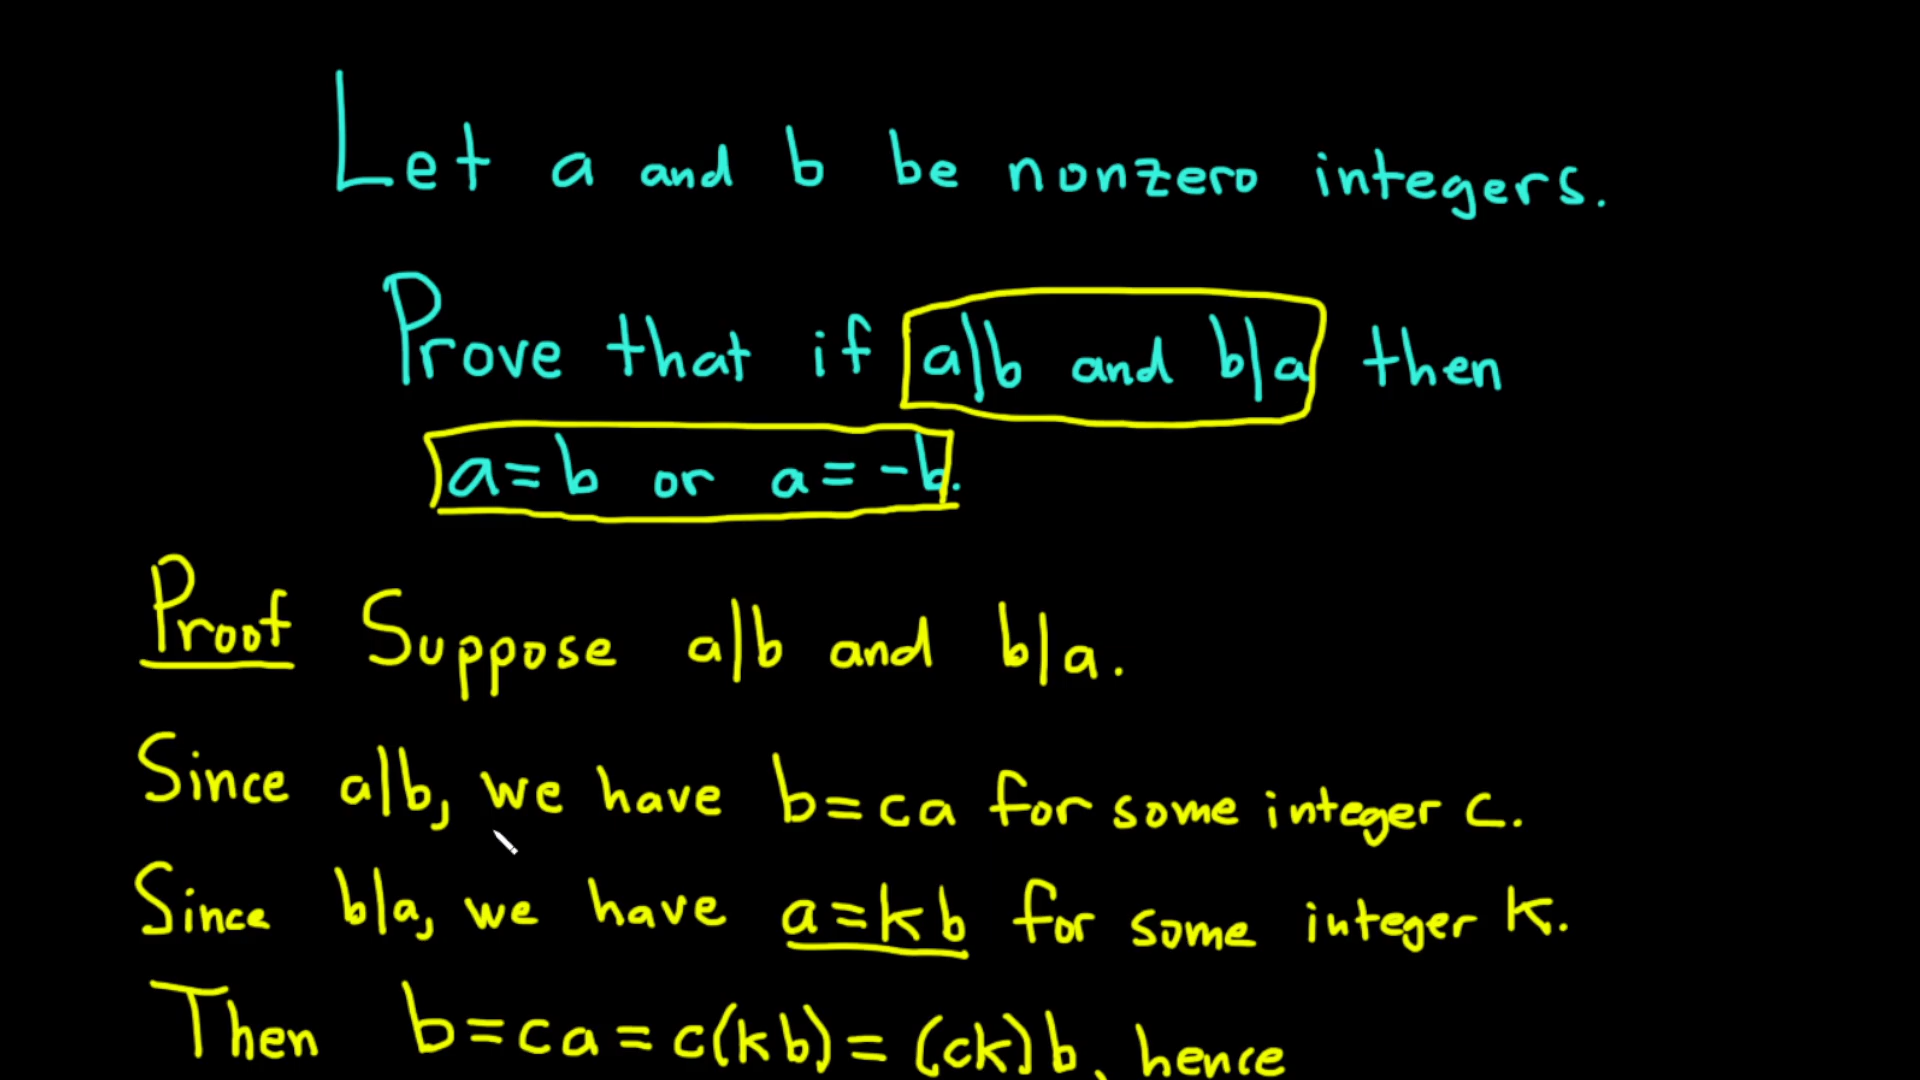 Let a and b be nonzero integers.
Prove that if a|b and b|a then
a=b or a=-b.
Proof Suppose a|b and b|a.
Since a|b, we have b=ca for some integer c.
Since b|a, we have a=kb for some integer k.
Then b=ca=c(kb)=(ck)b, hence